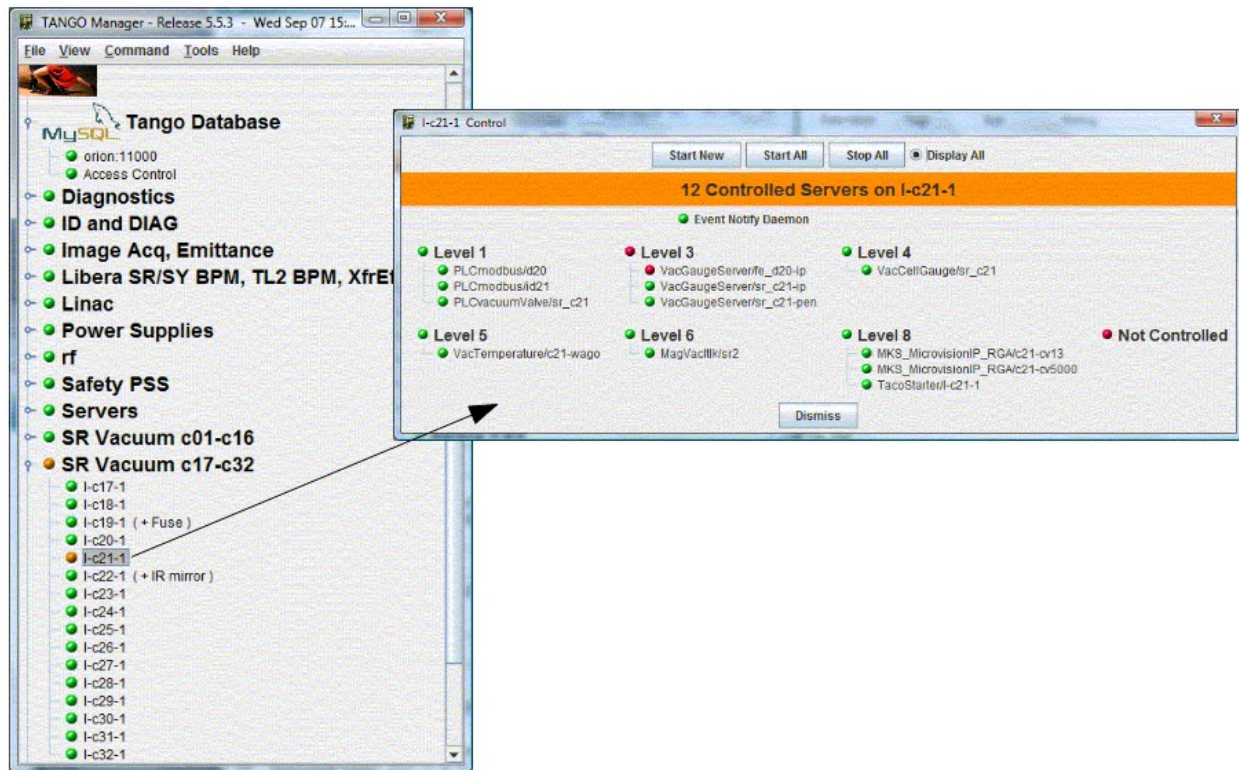 TANGO Manager - Release 5.5.3 - Wed Sep 07 15:...
File View Command Tools Help
MySQL Tango Database
orion:11000
Access Control
Diagnostics
ID and DIAG
Image Acq, Emittance
Libera SR/SY BPM, TL2 BPM, XfrEf
Linac
Power Supplies
rf
Safety PSS
Servers
SR Vacuum c01-c16
SR Vacuum c17-c32
l-c17-1
l-c18-1
l-c19-1 ( + Fuse )
l-c20-1
l-c21-1
l-c22-1 ( + IR mirror )
l-c23-1
l-c24-1
l-c25-1
l-c26-1
l-c27-1
l-c28-1
l-c29-1
l-c30-1
l-c31-1
l-c32-1
l-c21-1 Control
Start New Start All Stop All Display All
12 Controlled Servers on l-c21-1
Event Notify Daemon
Level 1
PLCmodbus/d20
PLCmodbus/id21
PLCvacuumValve/sr_c21
Level 3
VacGaugeServer/fe_d20-ip
VacGaugeServer/sr_c21-ip
VacGaugeServer/sr_c21-pen
Level 4
VacCellGauge/sr_c21
Level 5
VacTemperature/c21-wago
Level 6
MagVacItlk/sr2
Level 8
MKS_MicrovisionIP_RGA/c21-cv13
MKS_MicrovisionIP_RGA/c21-cv5000
TacoStarter/l-c21-1
Not Controlled
Dismiss